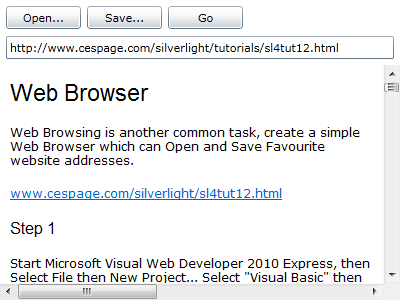 Open... Save... Go
http://www.cespage.com/silverlight/tutorials/sl4tut12.html
Web Browser
Web Browsing is another common task, create a simple
Web Browser which can Open and Save Favourite
website addresses.
www.cespage.com/silverlight/sl4tut12.html
Step 1
Start Microsoft Visual Web Developer 2010 Express, then
Select File then New Project... Select "Visual Basic" then